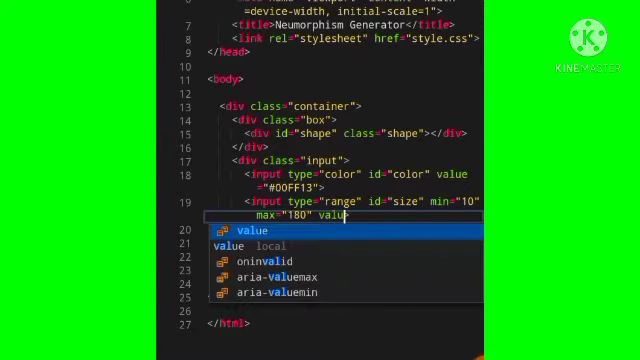 =device-width, initial-scale=1">
7 <title>Neumorphism Generator</title>
8 <link rel="stylesheet" href="style.css">
9 </head>
10
11 <body>
12
13 <div class="container">
14 <div class="box">
15 <div id="shape" class="shape"></div>
16 </div>
17 <div class="input">
18 <input type="color" id="color" value
="#00FF13">
19 <input type="range" id="size" min="10"
max="180" valu>
20 value
value local
21
oninvalid
aria-valuemax
aria-valuemin
25
26
27 </html>
KINEMASTER